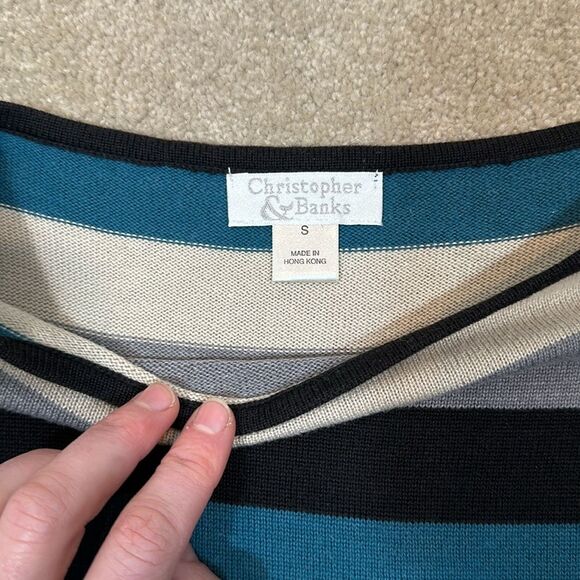 Christopher
& Banks
S
MADE IN
HONG KONG